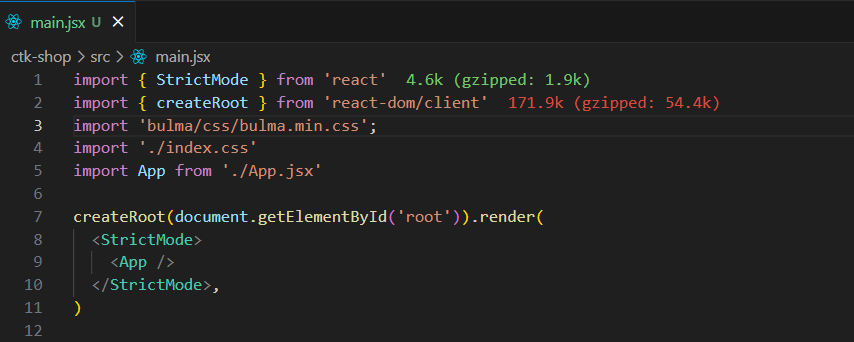 main.jsx U ×
ctk-shop > src > main.jsx
1 import { StrictMode } from 'react' 4.6k (gzipped: 1.9k)
2 import { createRoot } from 'react-dom/client' 171.9k (gzipped: 54.4k)
3 import 'bulma/css/bulma.min.css';
4 import './index.css'
5 import App from './App.jsx'
6
7 createRoot(document.getElementById('root')).render(
8   <StrictMode>
9     <App />
10   </StrictMode>,
11 )
12